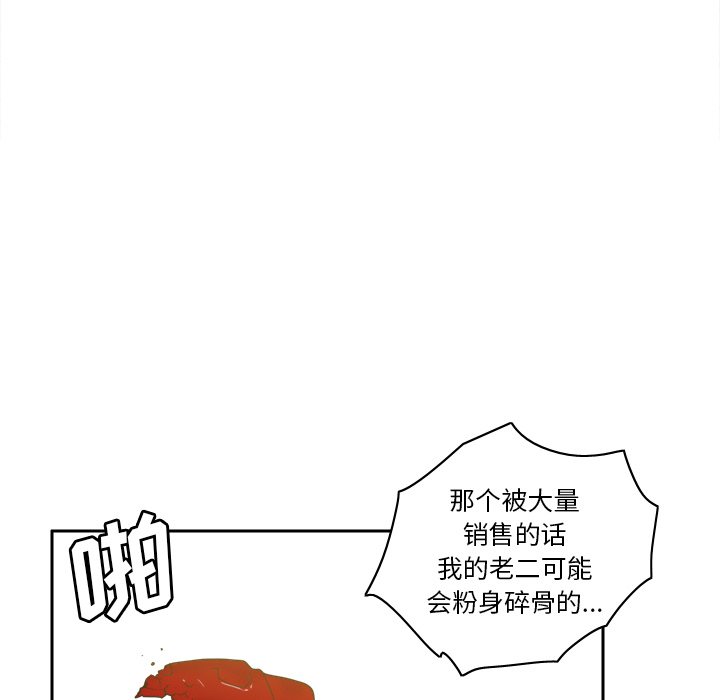 那个被大量
销售的话
我的老二可能
会粉身碎骨的...
啪